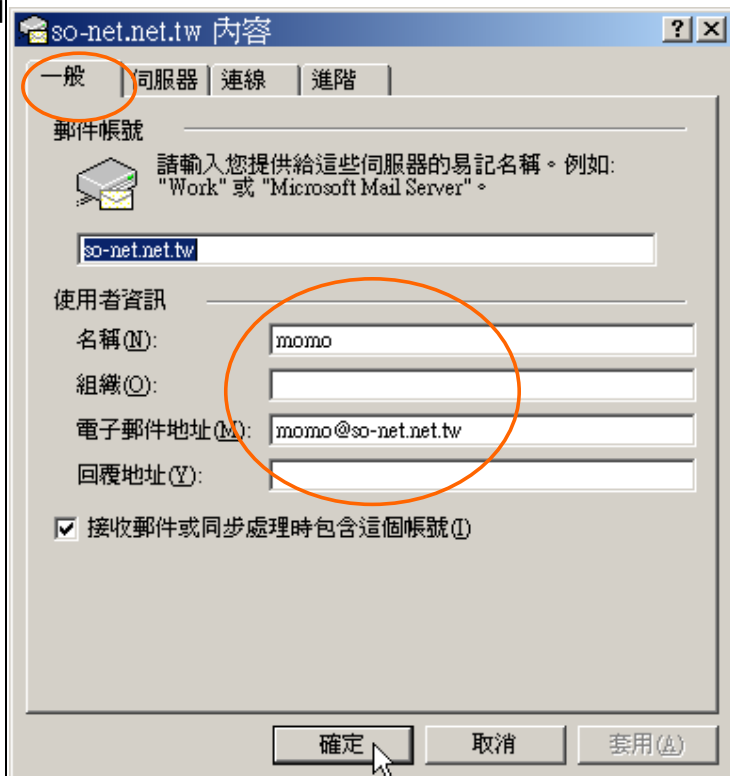 so-net.net.tw 內容
一般 伺服器 連線 進階
郵件帳號
請輸入您提供給這些伺服器的易記名稱。例如:
"Work" 或 "Microsoft Mail Server"。
so-net.net.tw
使用者資訊
名稱(N): momo
組織(O):
電子郵件地址(M): momo@so-net.net.tw
回覆地址(Y):
接收郵件或同步處理時包含這個帳號(I)
確定 取消 套用(A)